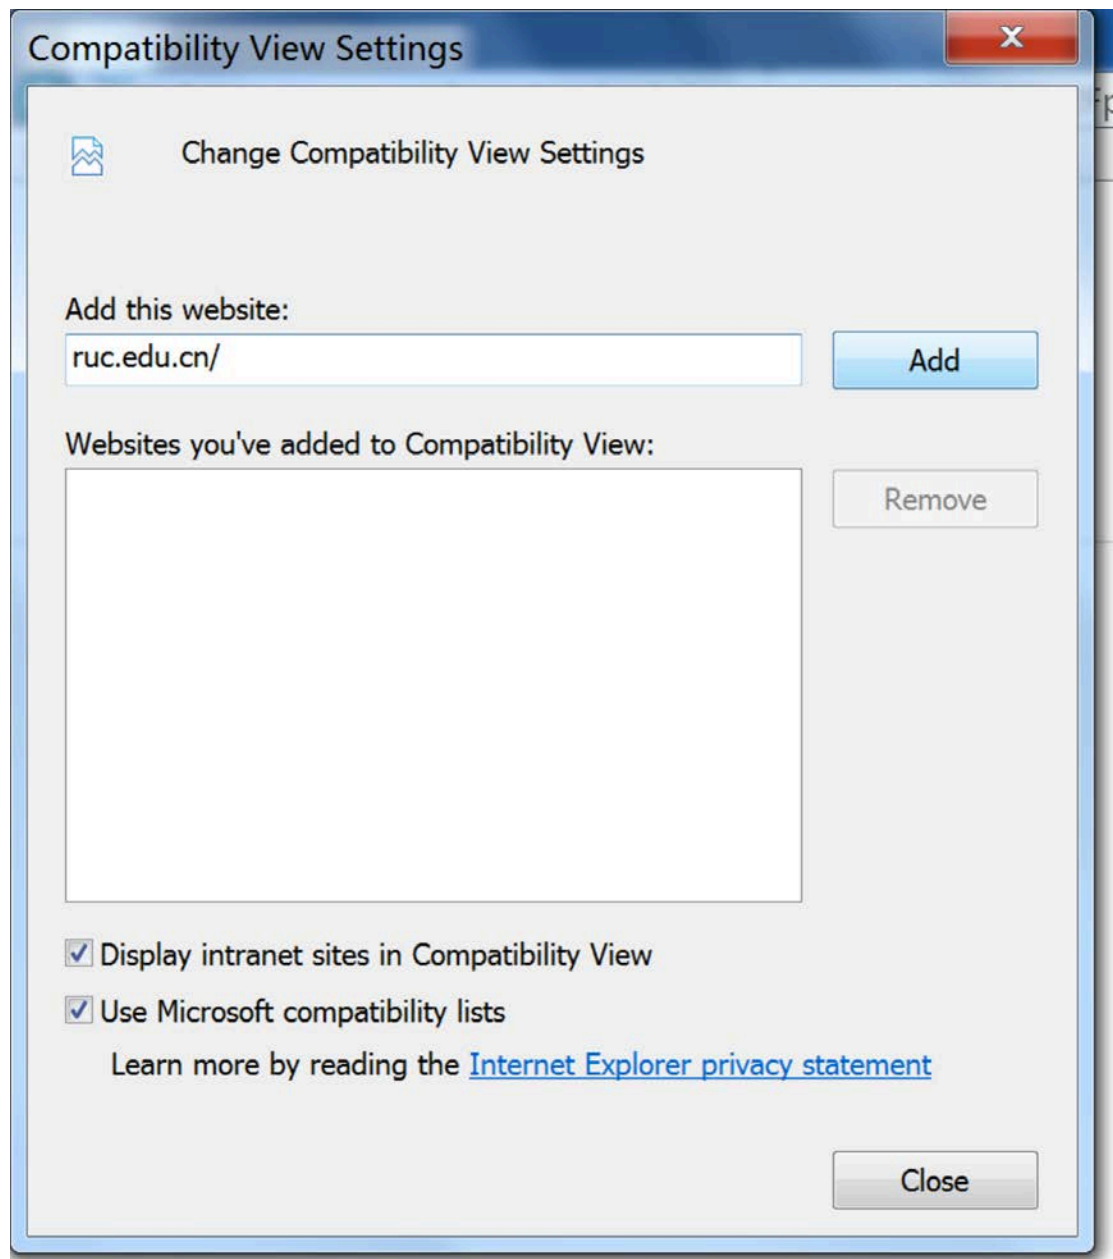 Compatibility View Settings
Change Compatibility View Settings
Add this website:
ruc.edu.cn/
Add
Websites you've added to Compatibility View:
Remove
Display intranet sites in Compatibility View
Use Microsoft compatibility lists
Learn more by reading the Internet Explorer privacy statement
Close